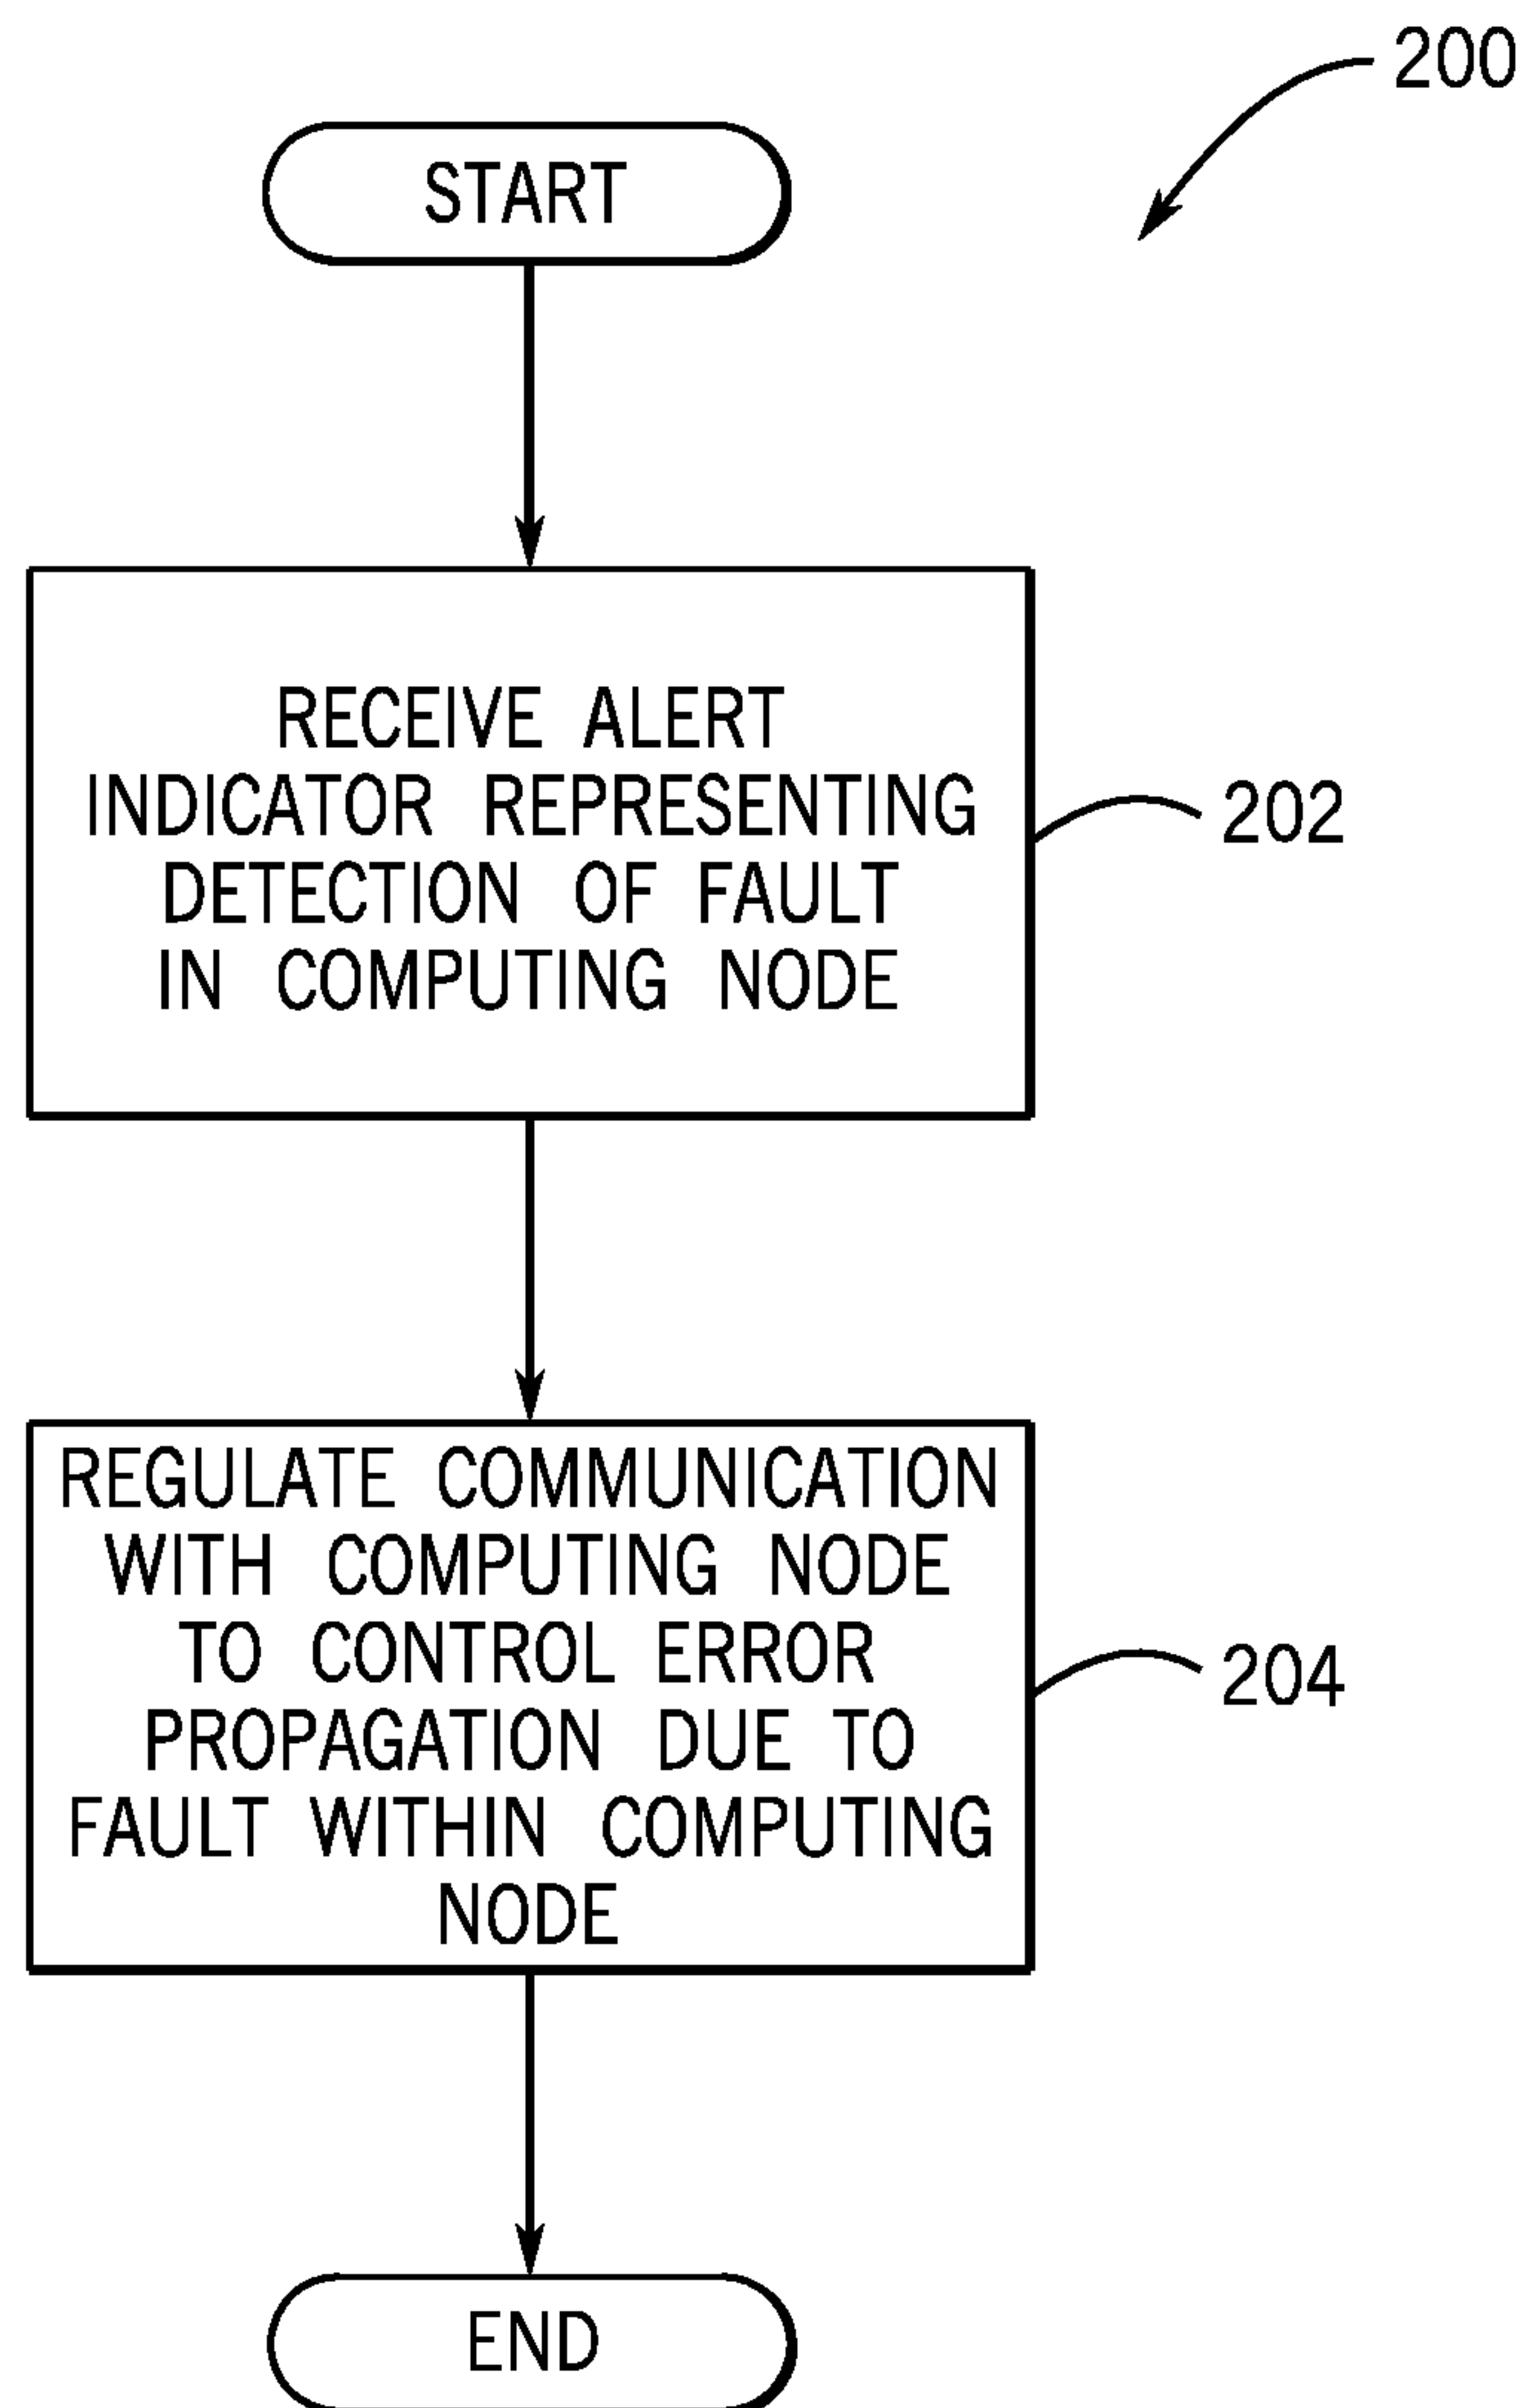 200
START
RECEIVE ALERT
INDICATOR REPRESENTING
DETECTION OF FAULT
IN COMPUTING NODE
202
REGULATE COMMUNICATION
WITH COMPUTING NODE
TO CONTROL ERROR
PROPAGATION DUE TO
FAULT WITHIN COMPUTING
NODE
204
END